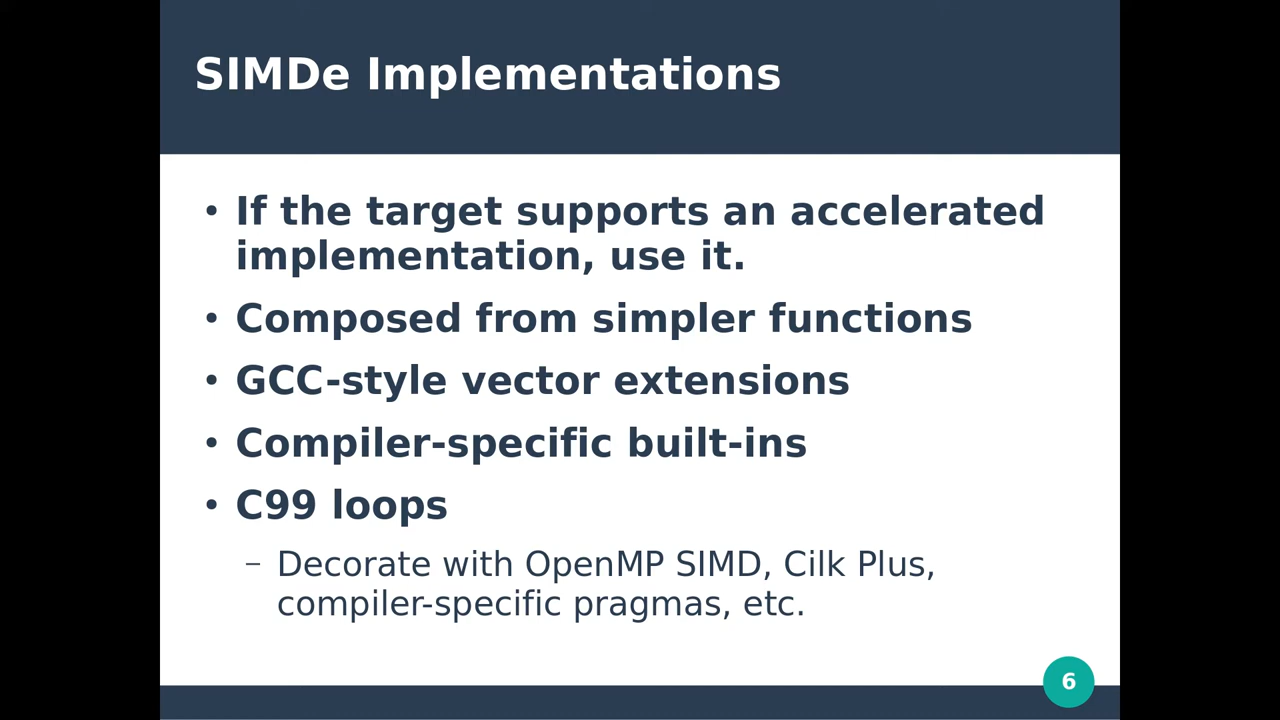 SIMDe Implementations
• If the target supports an accelerated
implementation, use it.
• Composed from simpler functions
• GCC-style vector extensions
• Compiler-specific built-ins
• C99 loops
– Decorate with OpenMP SIMD, Cilk Plus,
compiler-specific pragmas, etc.
6